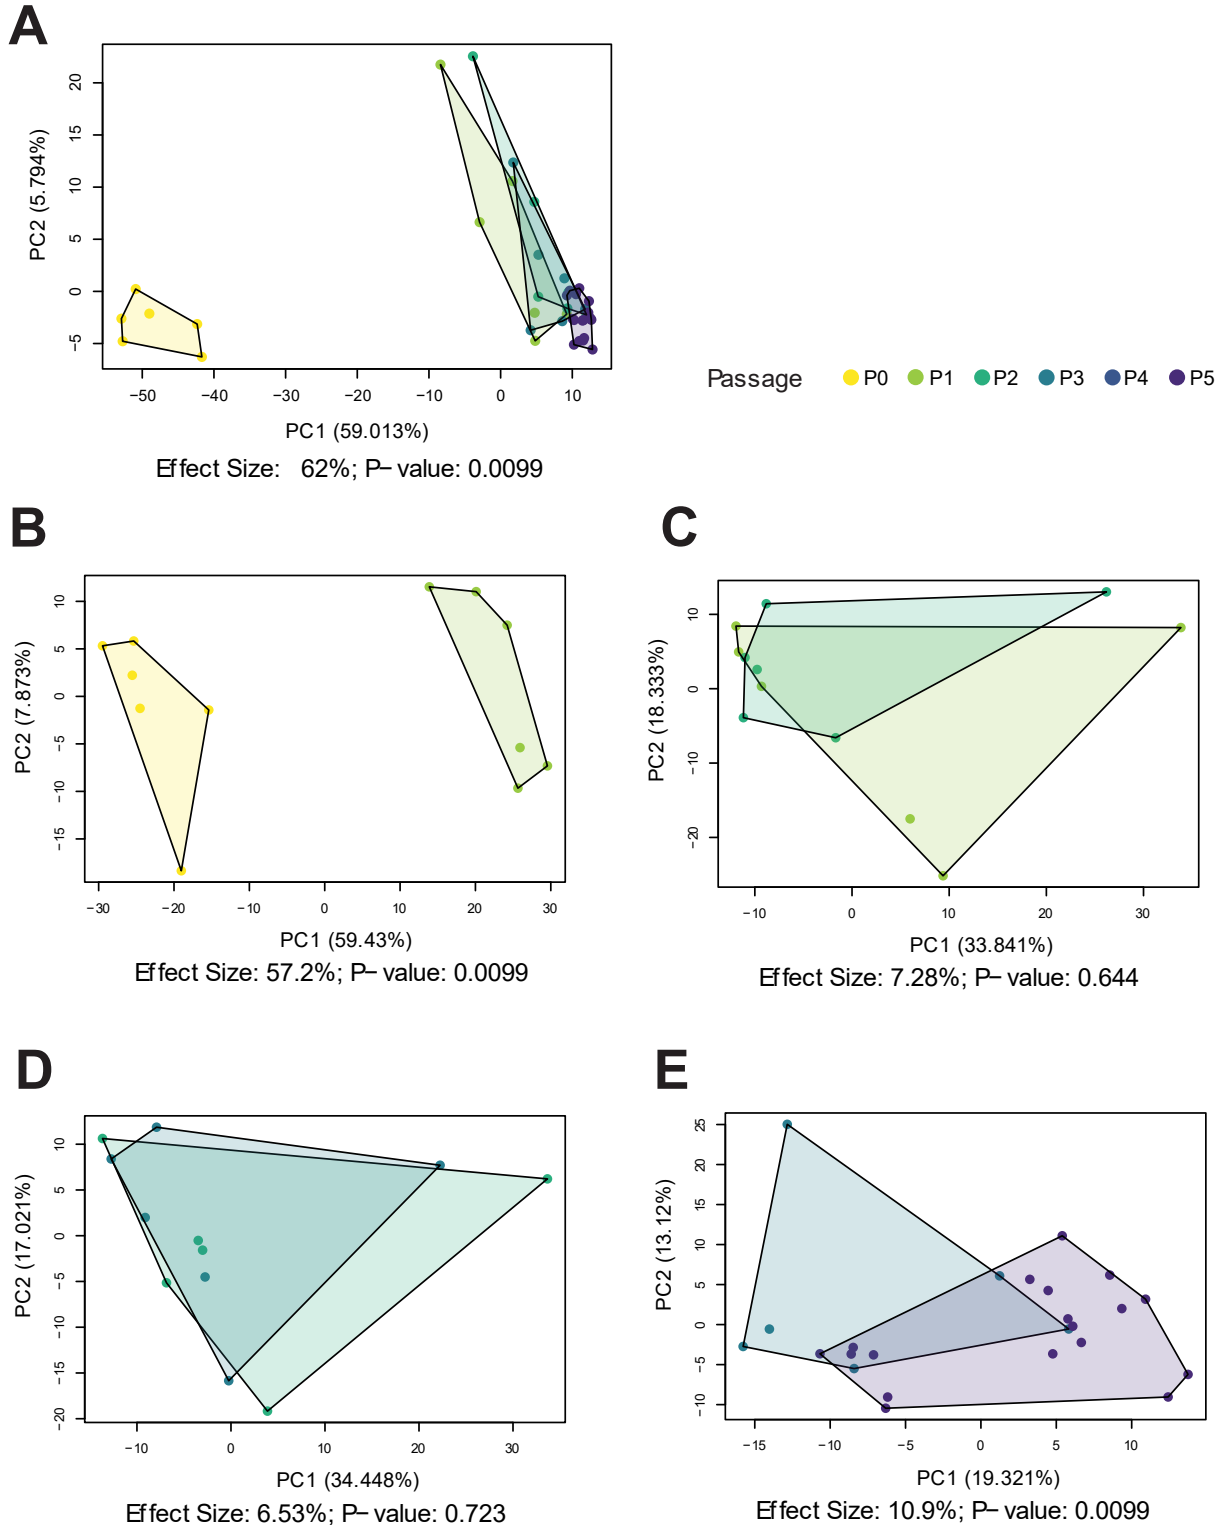 A
PC2 (5.794%)
20
15
10
5
0
−5
−50
−40
−30
−20
−10
0
10
PC1 (59.013%)
Effect Size: 62%; P−value: 0.0099
Passage P0 P1 P2 P3 P4 P5
B
PC2 (7.873%)
10
5
0
−5
−10
−15
−30
−20
−10
0
10
20
30
PC1 (59.43%)
Effect Size: 57.2%; P−value: 0.0099
C
PC2 (18.333%)
10
0
−10
−20
−10
0
10
20
30
PC1 (33.841%)
Effect Size: 7.28%; P−value: 0.644
D
PC2 (17.021%)
10
5
0
−5
−10
−15
−20
−10
0
10
20
30
PC1 (34.448%)
Effect Size: 6.53%; P−value: 0.723
E
PC2 (13.12%)
25
20
15
10
5
0
−5
−10
−15
−10
−5
0
5
10
PC1 (19.321%)
Effect Size: 10.9%; P−value: 0.0099